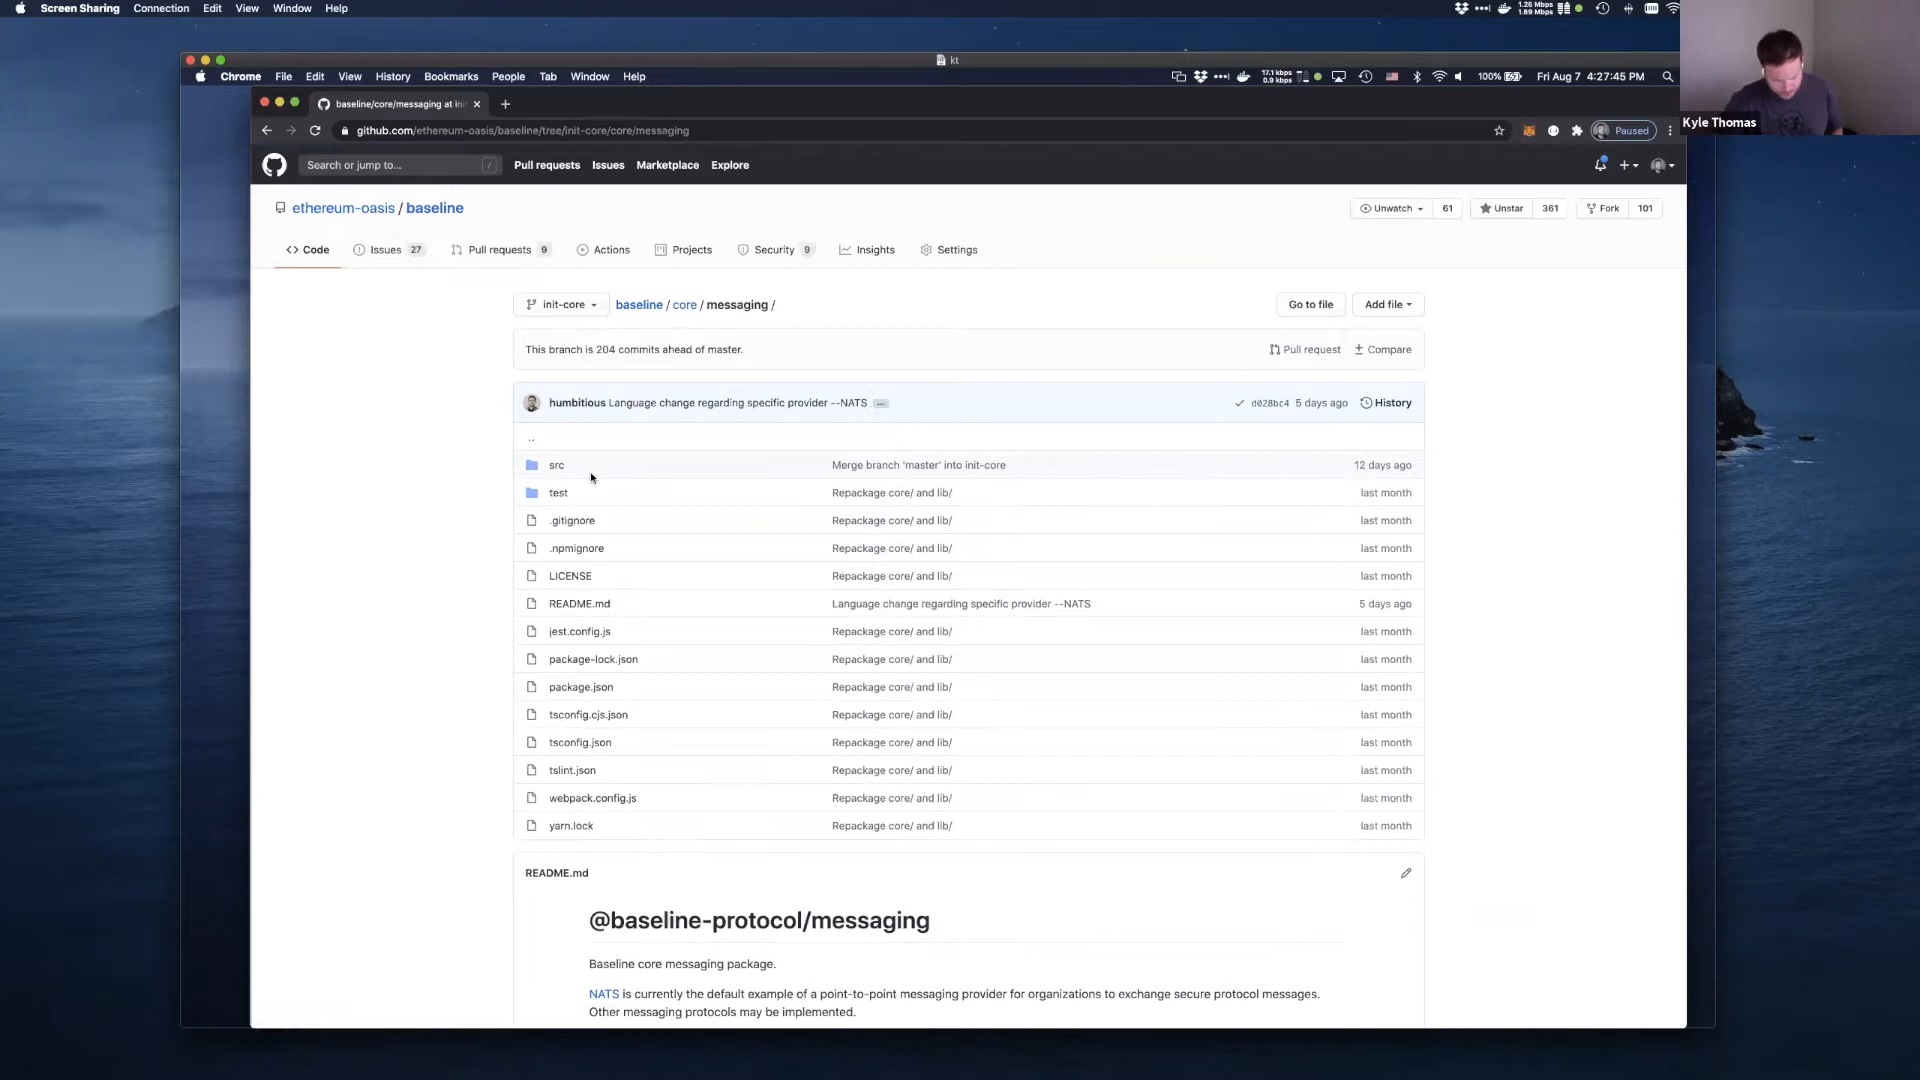 Screen Sharing Connection Edit View Window Help
1.26 Mbps
1.69 Mbps
kt
Chrome File Edit View History Bookmarks People Tab Window Help
17.1 kbps
0.9 kbps
100% Fri Aug 7 4:27:45 PM
Kyle Thomas
baseline/core/messaging at in
github.com/ethereum-oasis/baseline/tree/init-core/core/messaging
Paused
Search or jump to... /
Pull requests Issues Marketplace Explore
ethereum-oasis / baseline
Unwatch 61 Unstar 361 Fork 101
Code Issues 27 Pull requests 9 Actions Projects Security 9 Insights Settings
init-core baseline / core / messaging /
Go to file Add file
This branch is 204 commits ahead of master.
Pull request Compare
humbitious Language change regarding specific provider --NATS ...
d028bc4 5 days ago History
..
src Merge branch 'master' into init-core 12 days ago
test Repackage core/ and lib/ last month
.gitignore Repackage core/ and lib/ last month
.npmignore Repackage core/ and lib/ last month
LICENSE Repackage core/ and lib/ last month
README.md Language change regarding specific provider --NATS 5 days ago
jest.config.js Repackage core/ and lib/ last month
package-lock.json Repackage core/ and lib/ last month
package.json Repackage core/ and lib/ last month
tsconfig.cjs.json Repackage core/ and lib/ last month
tsconfig.json Repackage core/ and lib/ last month
tslint.json Repackage core/ and lib/ last month
webpack.config.js Repackage core/ and lib/ last month
yarn.lock Repackage core/ and lib/ last month
README.md
@baseline-protocol/messaging
Baseline core messaging package.
NATS is currently the default example of a point-to-point messaging provider for organizations to exchange secure protocol messages.
Other messaging protocols may be implemented.